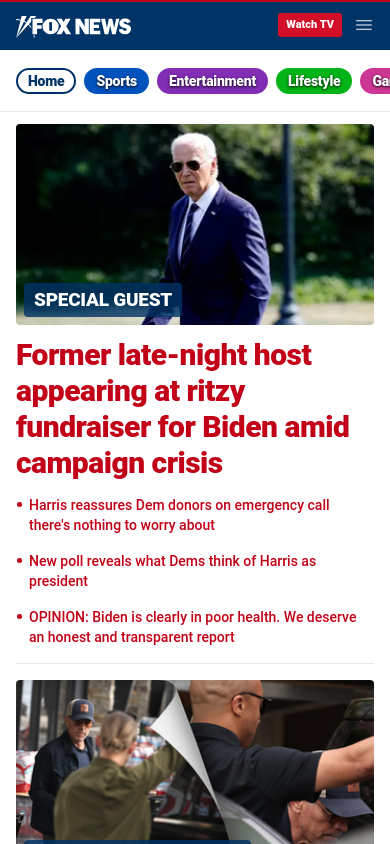 FOX NEWS
Watch TV
Home
Sports
Entertainment
Lifestyle
SPECIAL GUEST
Former late-night host
appearing at ritzy
fundraiser for Biden amid
campaign crisis
• Harris reassures Dem donors on emergency call
there's nothing to worry about
• New poll reveals what Dems think of Harris as
president
• OPINION: Biden is clearly in poor health. We deserve
an honest and transparent report